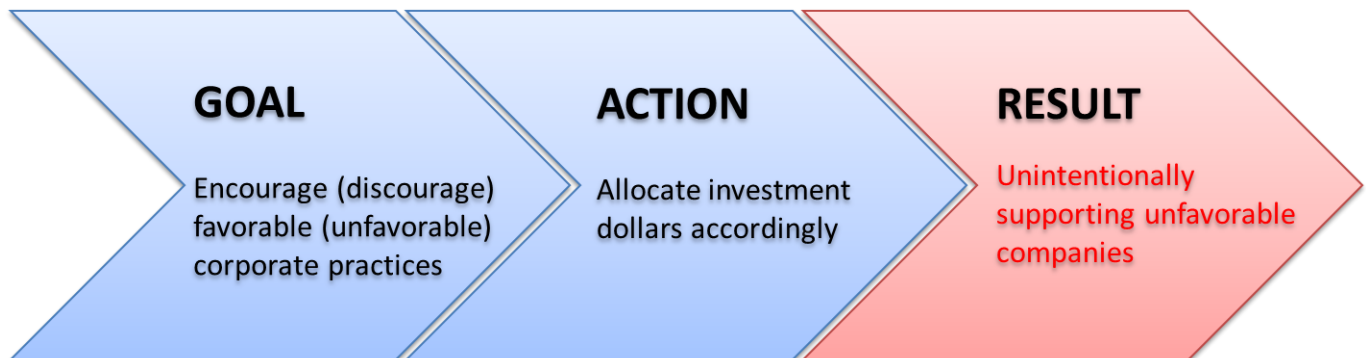 GOAL
Encourage (discourage)
favorable (unfavorable)
corporate practices
ACTION
Allocate investment
dollars accordingly
RESULT
Unintentionally
supporting unfavorable
companies